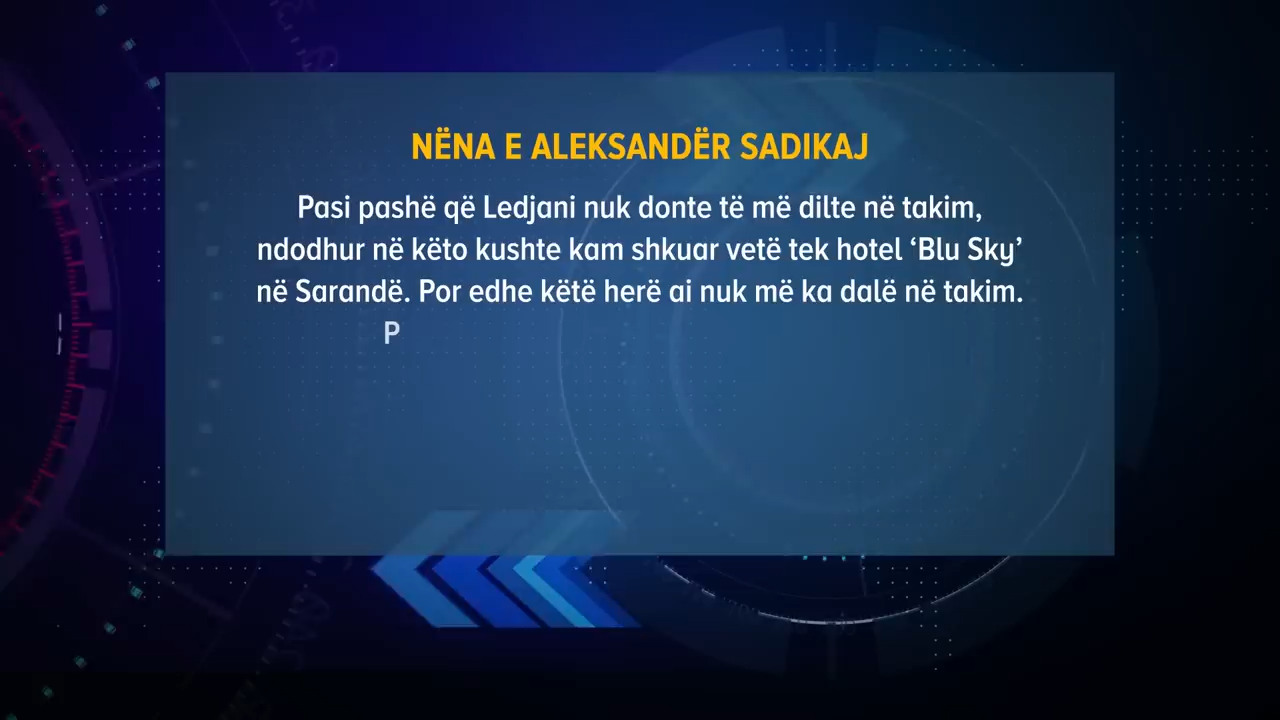 NËNA E ALEKSANDËR SADIKAJ
Pasi pashë që Ledjani nuk donte të më dilte në takim,
ndodhur në këto kushte kam shkuar vetë tek hotel ‘Blu Sky’
në Sarandë. Por edhe këtë herë ai nuk më ka dalë në takim.
P